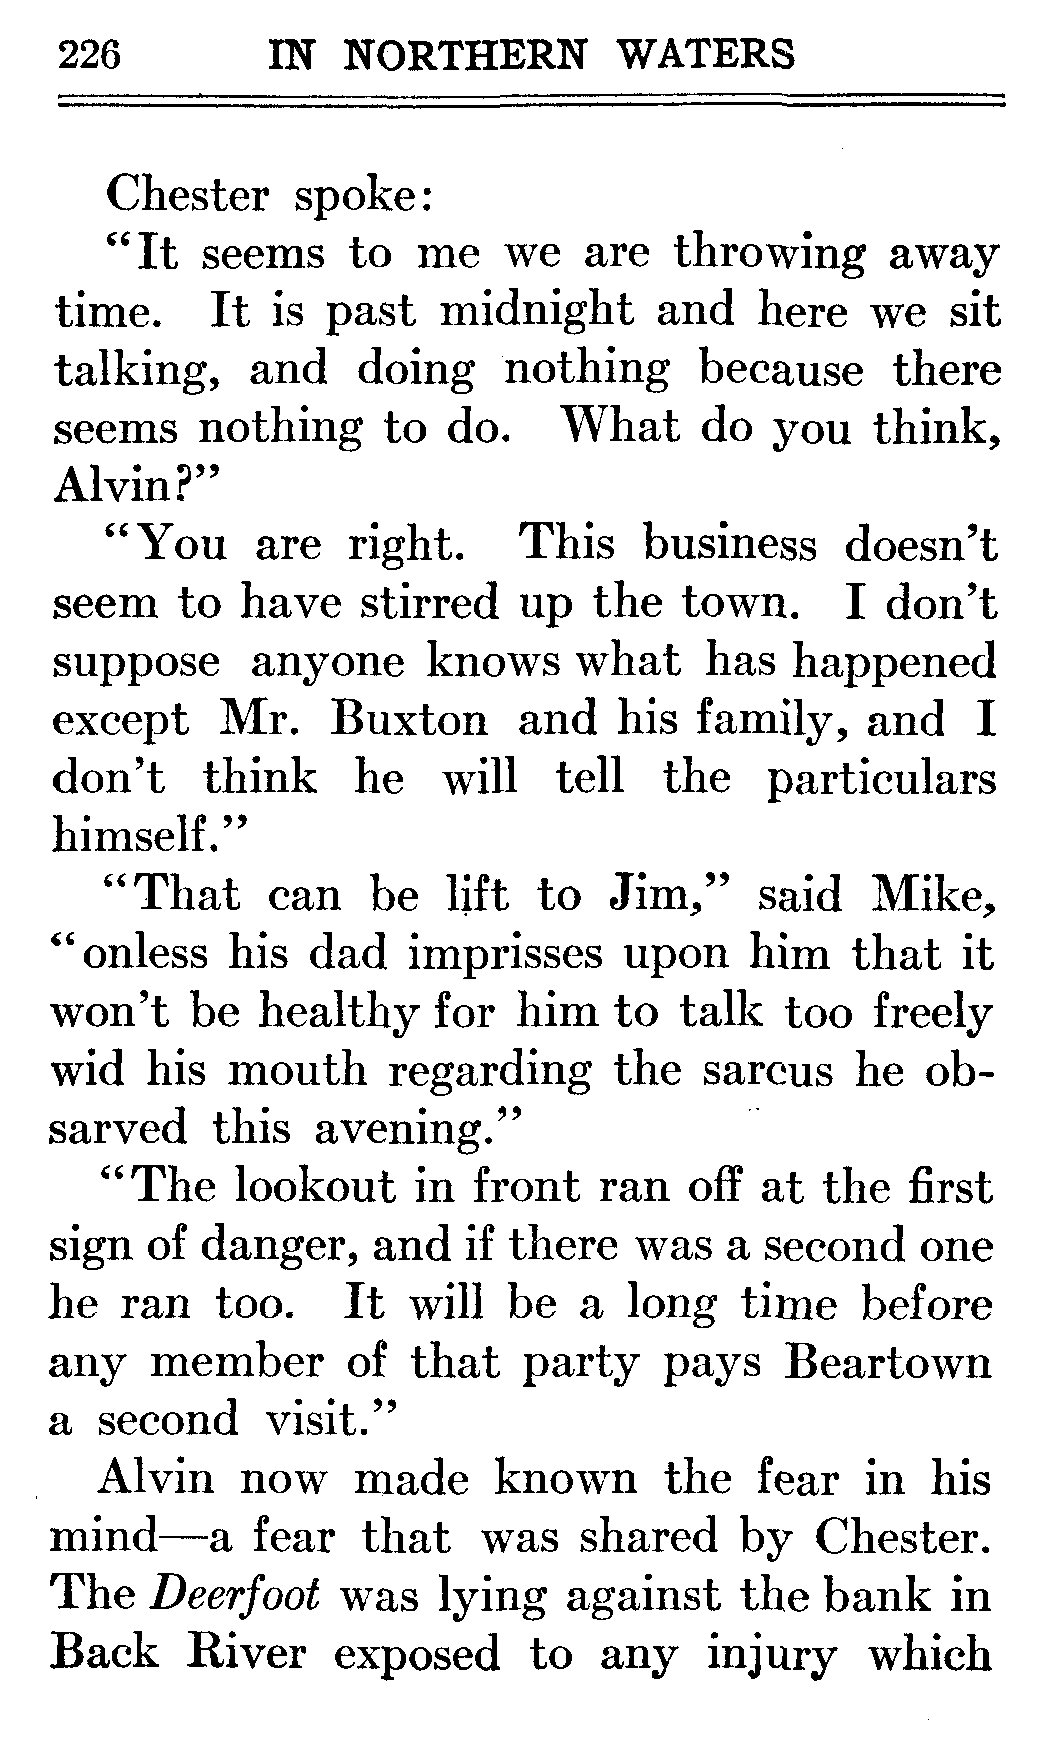 226 IN NORTHERN WATERS
Chester spoke:
“It seems to me we are throwing away
time. It is past midnight and here we sit
talking, and doing nothing because there
seems nothing to do. What do you think,
Alvin?”
“You are right. This business doesn’t
seem to have stirred up the town. I don’t
suppose anyone knows what has happened
except Mr. Buxton and his family, and I
don’t think he will tell the particulars
himself.”
“That can be lift to Jim,” said Mike,
“onless his dad imprisses upon him that it
won’t be healthy for him to talk too freely
wid his mouth regarding the sarcus he ob-
sarved this avening.”
“The lookout in front ran off at the first
sign of danger, and if there was a second one
he ran too. It will be a long time before
any member of that party pays Beartown
a second visit.”
Alvin now made known the fear in his
mind—a fear that was shared by Chester.
The Deerfoot was lying against the bank in
Back River exposed to any injury which